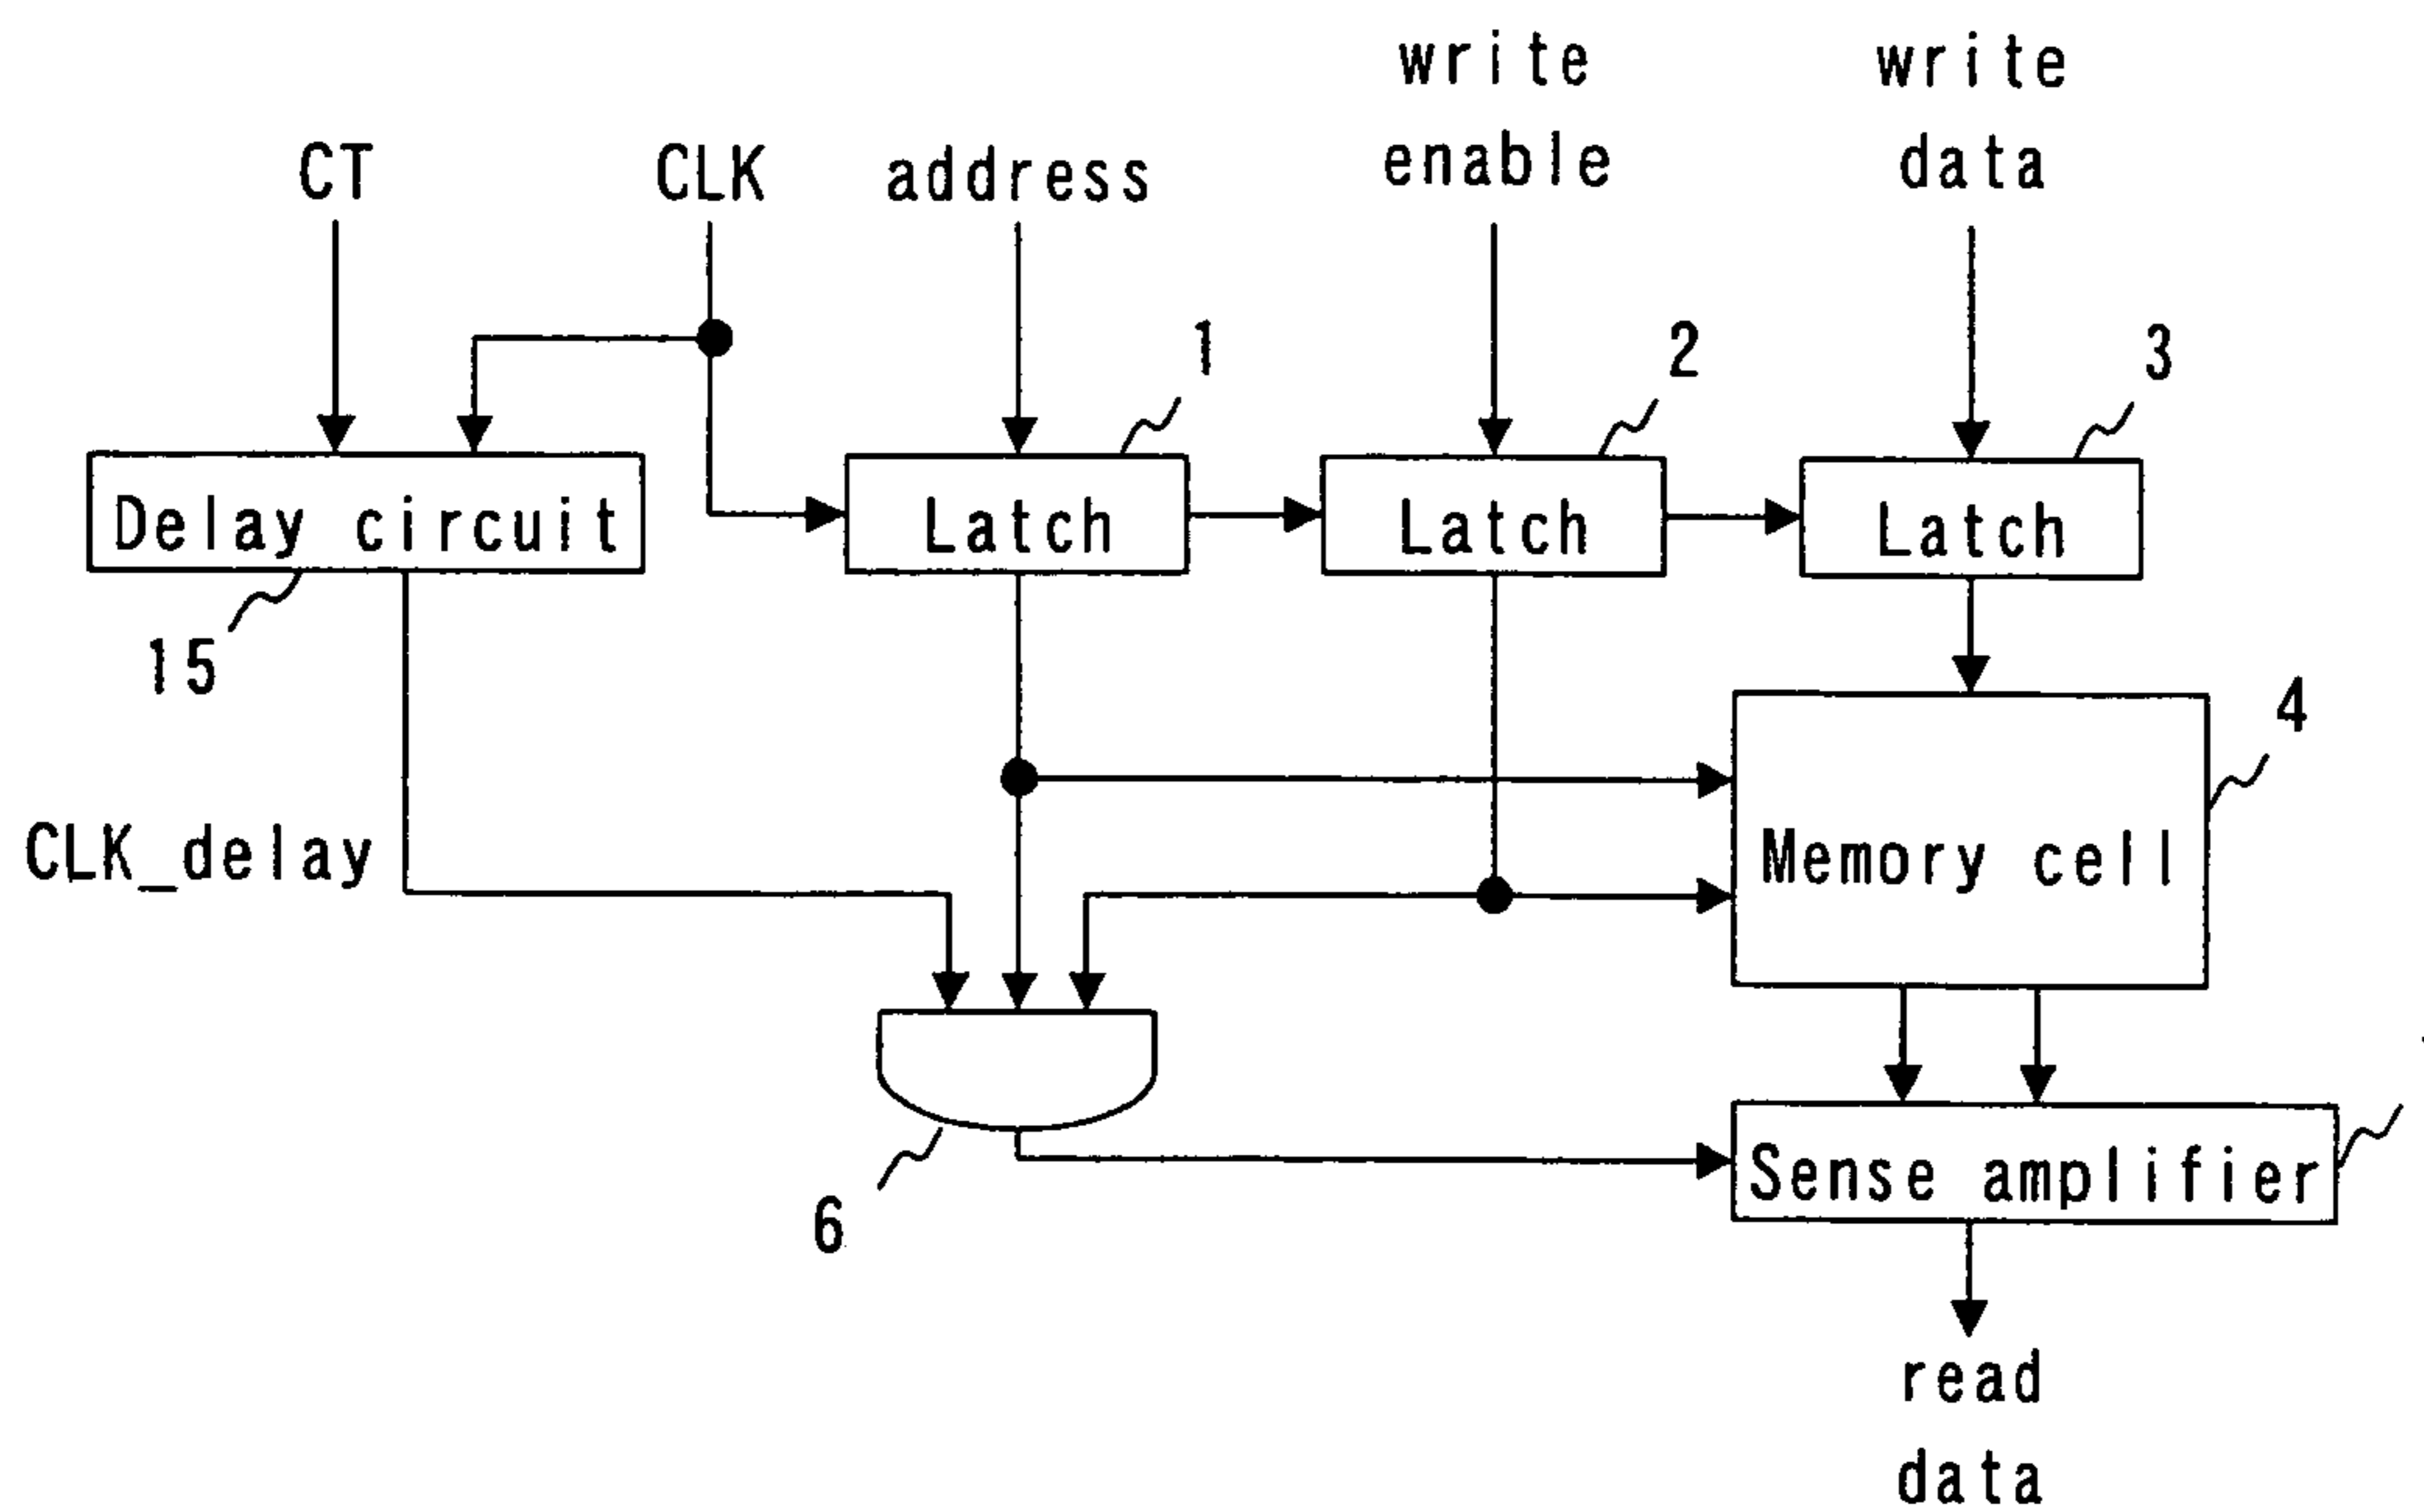 write
enable
write
data
CT
CLK
address
1
2
3
Delay circuit
Latch
Latch
Latch
15
4
CLK_delay
Memory cell
6
Sense amplifier
read
data